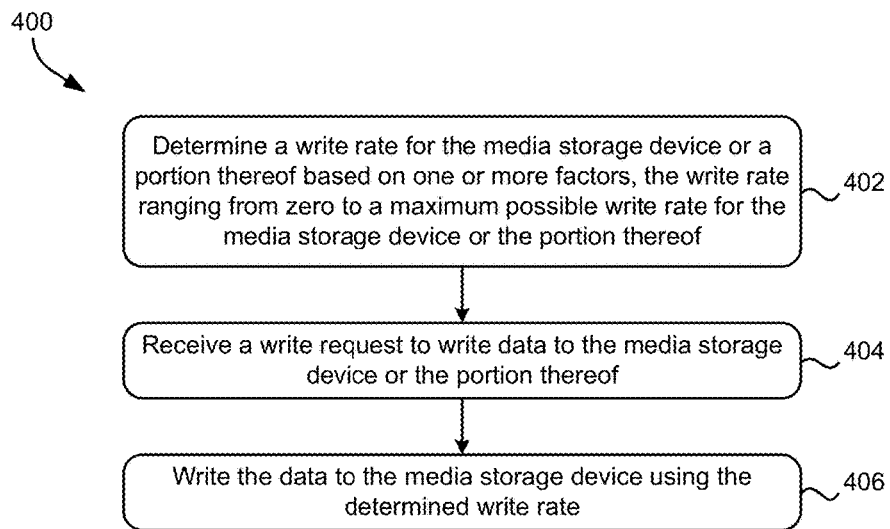 400
Determine a write rate for the media storage device or a
portion thereof based on one or more factors, the write rate
ranging from zero to a maximum possible write rate for the
media storage device or the portion thereof
402
Receive a write request to write data to the media storage
device or the portion thereof
404
Write the data to the media storage device using the
determined write rate
406